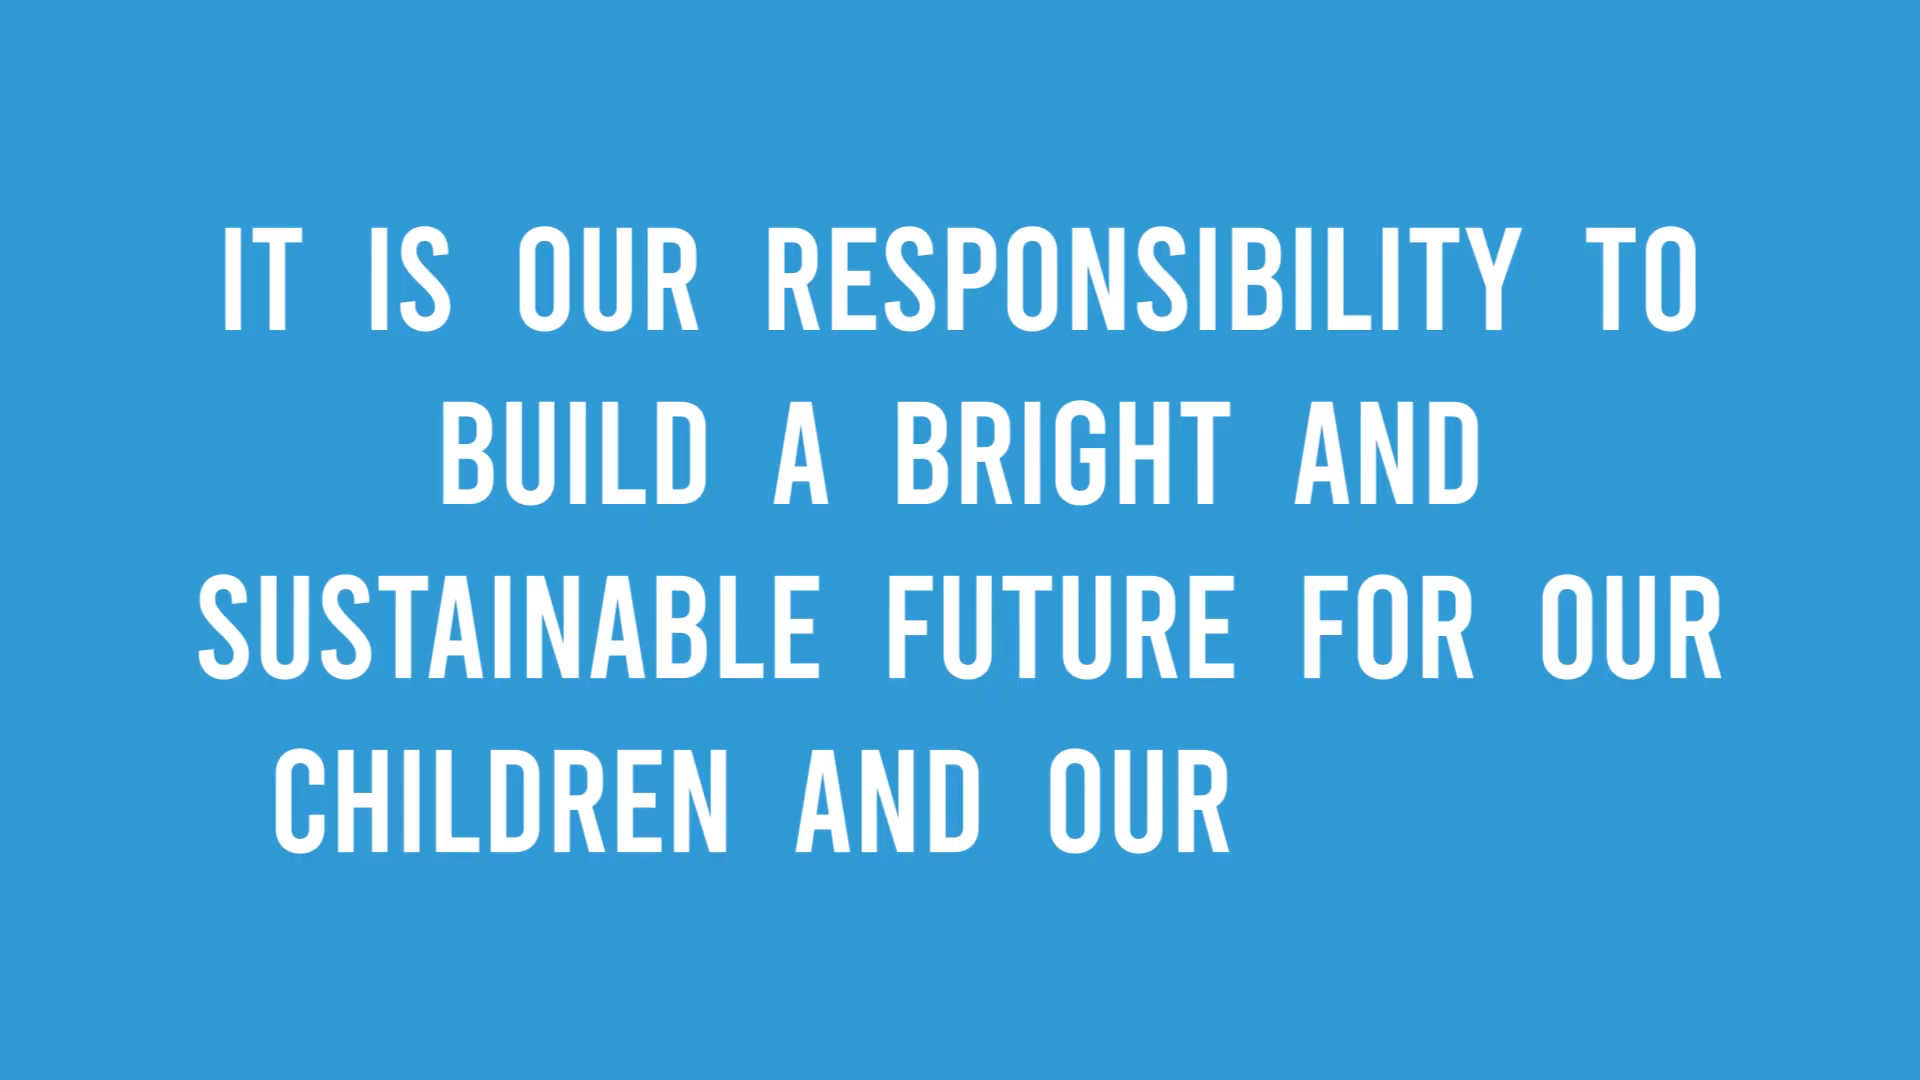 IT IS OUR RESPONSIBILITY TO
BUILD A BRIGHT AND
SUSTAINABLE FUTURE FOR OUR
CHILDREN AND OUR